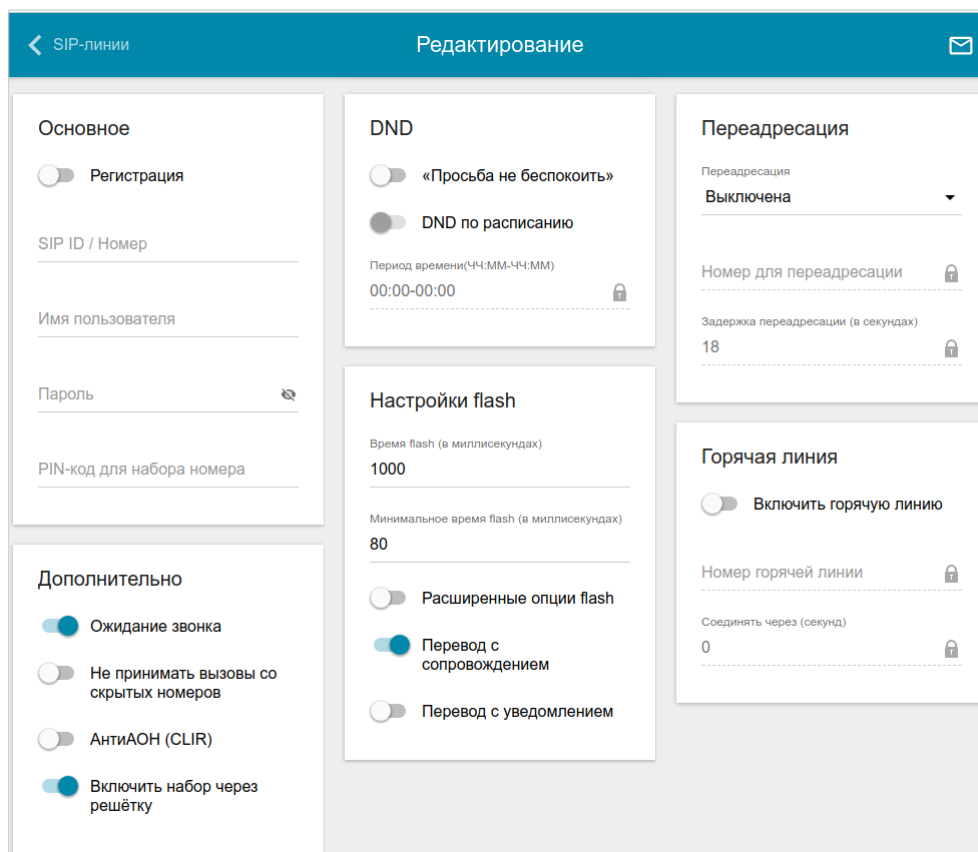 SIP-линии
Редактирование
Основное
Регистрация
SIP ID / Номер
Имя пользователя
Пароль
PIN-код для набора номера
Дополнительно
Ожидание звонка
Не принимать вызовы со
скрытых номеров
АнтиАОН (CLIR)
Включить набор через
решётку
DND
«Просьба не беспокоить»
DND по расписанию
Период времени(ЧЧ:ММ-ЧЧ:ММ)
00:00-00:00
Настройки flash
Время flash (в миллисекундах)
1000
Минимальное время flash (в миллисекундах)
80
Расширенные опции flash
Перевод с
сопровождением
Перевод с уведомлением
Переадресация
Переадресация
Выключена
Номер для переадресации
Задержка переадресации (в секундах)
18
Горячая линия
Включить горячую линию
Номер горячей линии
Соединять через (секунд)
0